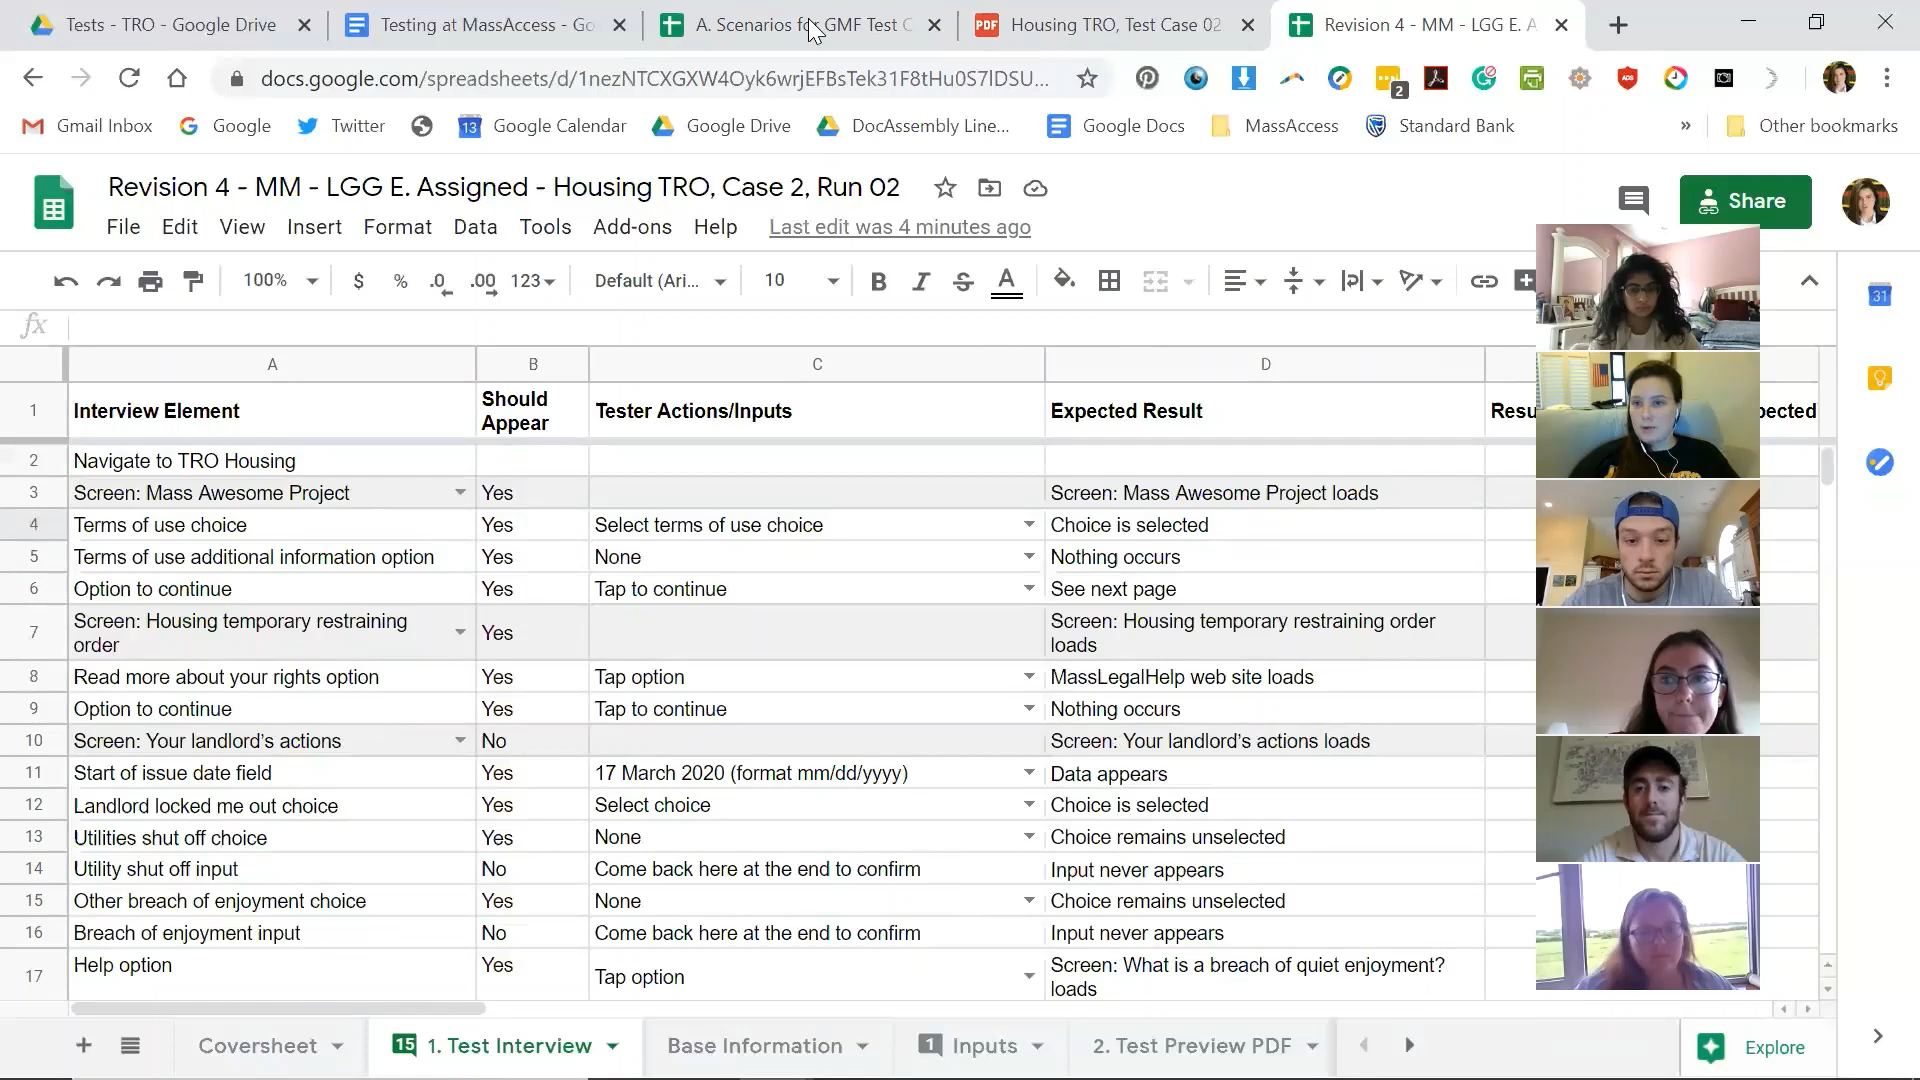 Tests - TRO - Google Drive
Testing at MassAccess - Go
A. Scenarios for GMF Test C
PDF Housing TRO, Test Case 02
Revision 4 - MM - LGG E. A
docs.google.com/spreadsheets/d/1nezNTCXGXW4Oyk6wrjEFBsTek31F8tHu0S7lDSU...
2
Gmail Inbox
Google
Twitter
13 Google Calendar
Google Drive
DocAssembly Line...
Google Docs
MassAccess
Standard Bank
»
Other bookmarks
Revision 4 - MM - LGG E. Assigned - Housing TRO, Case 2, Run 02
Share
File Edit View Insert Format Data Tools Add-ons Help Last edit was 4 minutes ago
100% $ % .0 .00 123 Default (Ari... 10 B I S A
31
fx
A B C D
1 Interview Element Should Appear Tester Actions/Inputs Expected Result Resu pected
2 Navigate to TRO Housing
3 Screen: Mass Awesome Project Yes Screen: Mass Awesome Project loads
4 Terms of use choice Yes Select terms of use choice Choice is selected
5 Terms of use additional information option Yes None Nothing occurs
6 Option to continue Yes Tap to continue See next page
7 Screen: Housing temporary restraining order Yes Screen: Housing temporary restraining order loads
8 Read more about your rights option Yes Tap option MassLegalHelp web site loads
9 Option to continue Yes Tap to continue Nothing occurs
10 Screen: Your landlord's actions No Screen: Your landlord's actions loads
11 Start of issue date field Yes 17 March 2020 (format mm/dd/yyyy) Data appears
12 Landlord locked me out choice Yes Select choice Choice is selected
13 Utilities shut off choice Yes None Choice remains unselected
14 Utility shut off input No Come back here at the end to confirm Input never appears
15 Other breach of enjoyment choice Yes None Choice remains unselected
16 Breach of enjoyment input No Come back here at the end to confirm Input never appears
17 Help option Yes Tap option Screen: What is a breach of quiet enjoyment? loads
Coversheet
15 1. Test Interview
Base Information
1 Inputs
2. Test Preview PDF
Explore